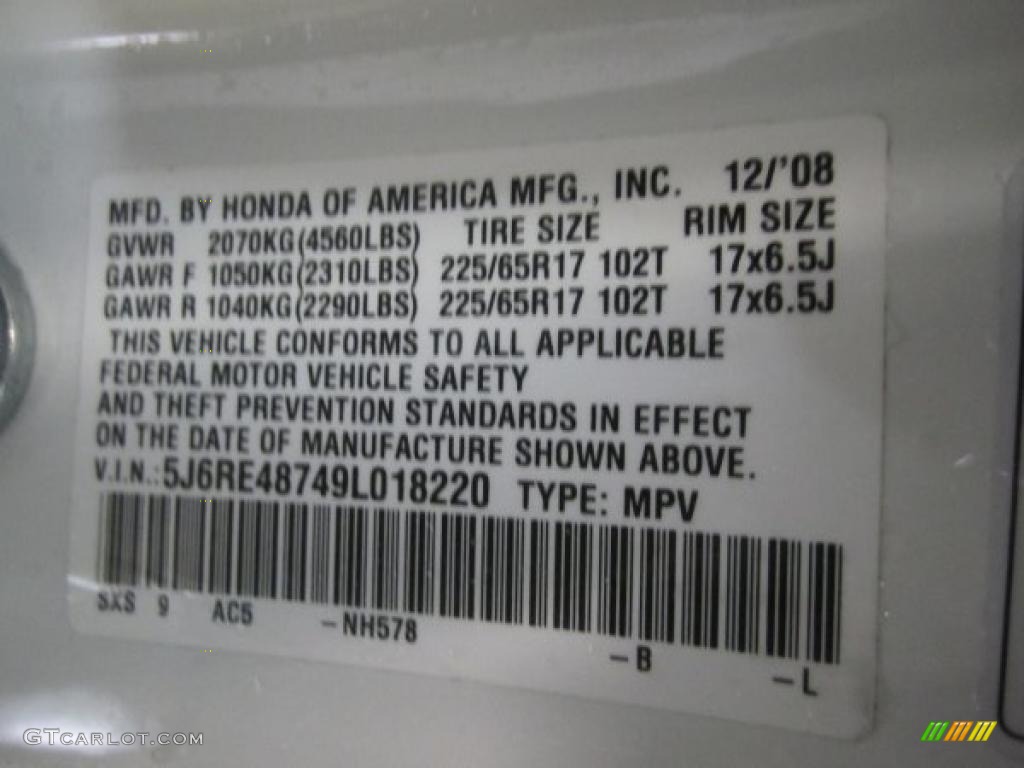 MFD. BY HONDA OF AMERICA MFG., INC. 12/'08
GVWR 2070KG(4560LBS) TIRE SIZE RIM SIZE
GAWR F 1050KG(2310LBS) 225/65R17 102T 17x6.5J
GAWR R 1040KG(2290LBS) 225/65R17 102T 17x6.5J
THIS VEHICLE CONFORMS TO ALL APPLICABLE
FEDERAL MOTOR VEHICLE SAFETY
AND THEFT PREVENTION STANDARDS IN EFFECT
ON THE DATE OF MANUFACTURE SHOWN ABOVE.
V.I.N.: 5J6RE48749L018220 TYPE: MPV
SXS 9 AC5 -NH578 -B -L
GTCARLOT.COM